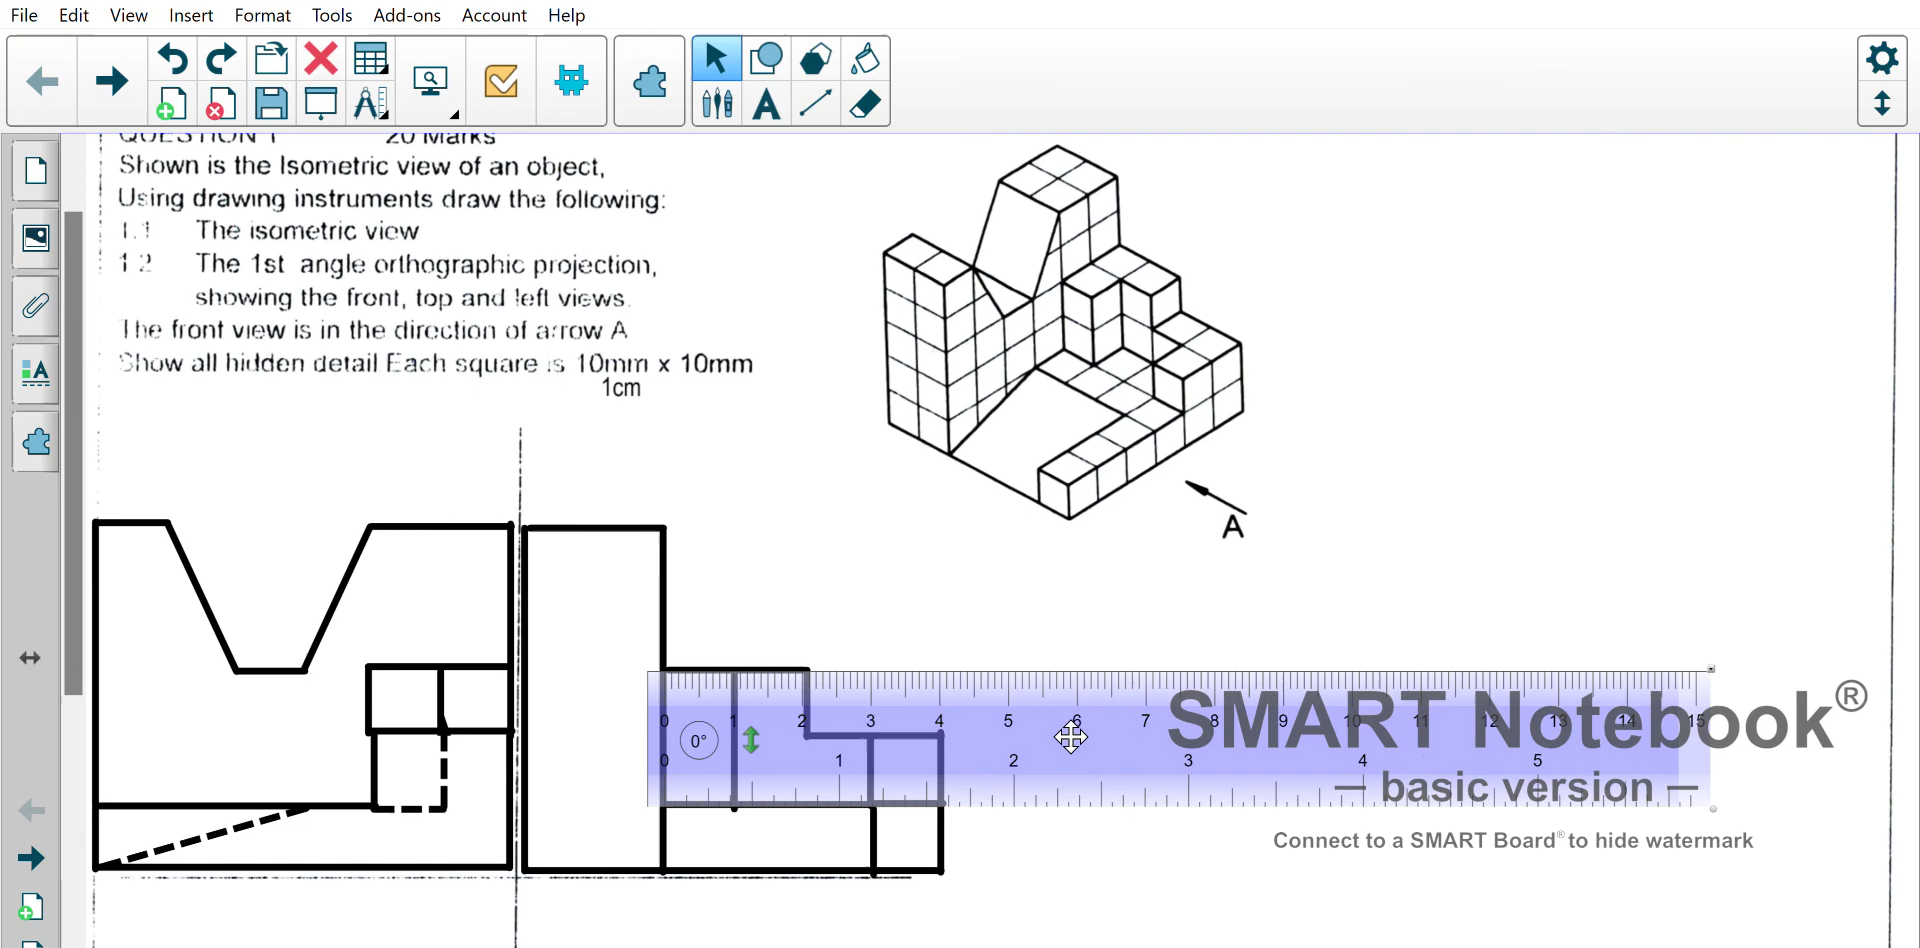 File Edit View Insert Format Tools Add-ons Account Help
QUESTION 1 20 Marks
Shown is the Isometric view of an object,
Using drawing instruments draw the following:
1.1 The isometric view
1.2 The 1st angle orthographic projection,
showing the front, top and left views.
The front view is in the direction of arrow A
Show all hidden detail Each square is 10mm x 10mm
1cm
A
0 1 2 3 4 5 6 7 8 9 10 11 12 13 14 15
0°
0 1 2 3 4 5
SMART Notebook®
— basic version —
Connect to a SMART Board® to hide watermark